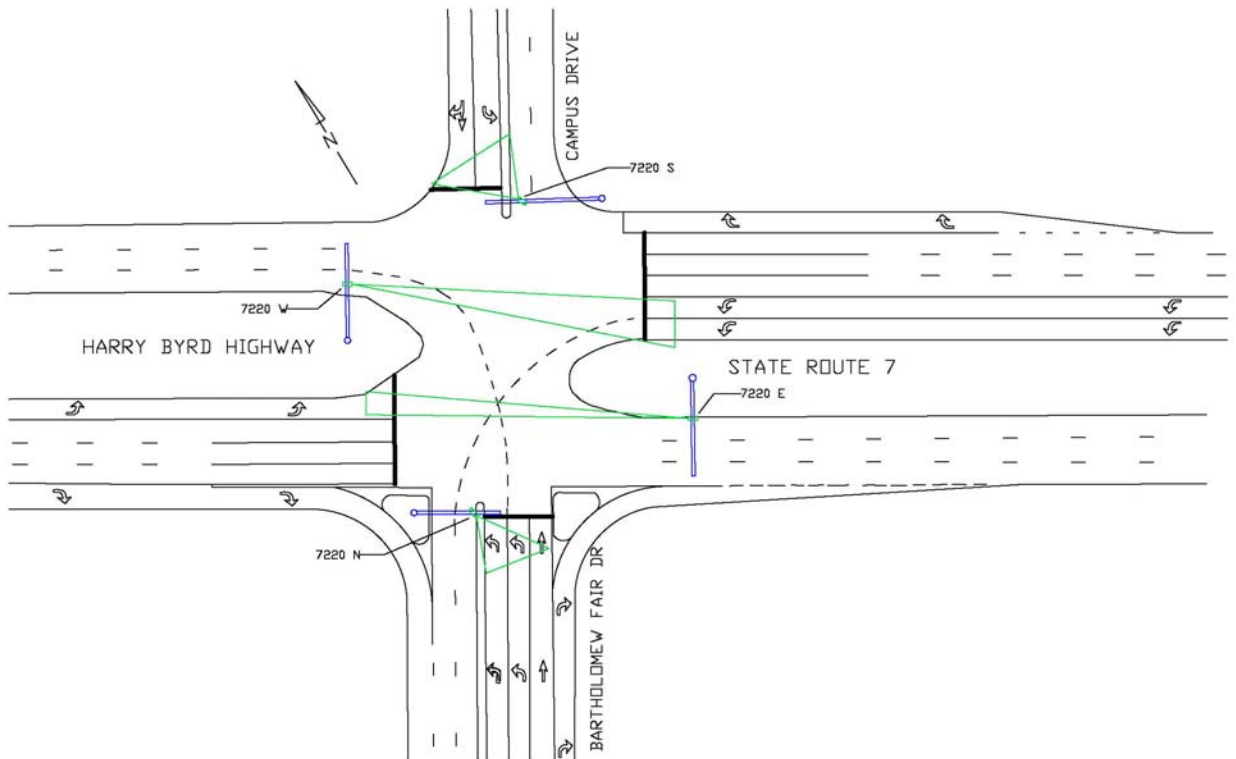 CAMPUS DRIVE
N
7220 S
7220 W
HARRY BYRD HIGHWAY
STATE ROUTE 7
7220 E
7220 N
BARTHOLOMEW FAIR DR